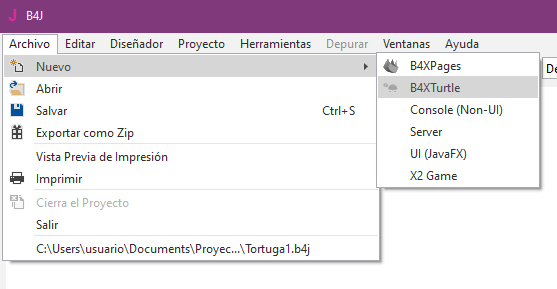 B4J
Archivo Editar Diseñador Proyecto Herramientas Depurar Ventanas Ayuda
Nuevo
Abrir
Salvar Ctrl+S
Exportar como Zip
Vista Previa de Impresión
Imprimir
Cierra el Proyecto
Salir
C:\Users\usuario\Documents\Proyec...\Tortuga1.b4j
B4XPages
B4XTurtle
Console (Non-UI)
Server
UI (JavaFX)
X2 Game
De